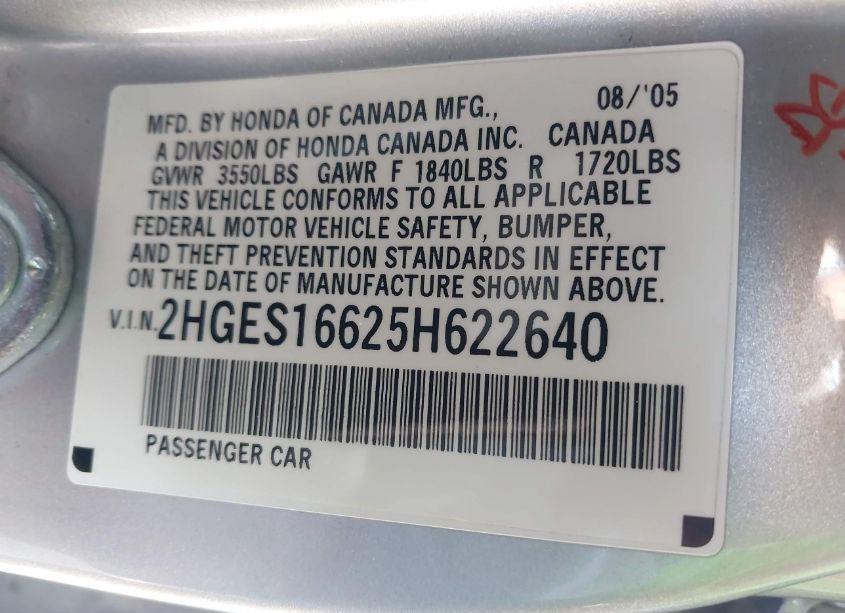 MFD. BY HONDA OF CANADA MFG., 08/'05
A DIVISION OF HONDA CANADA INC. CANADA
GVWR 3550LBS GAWR F 1840LBS R 1720LBS
THIS VEHICLE CONFORMS TO ALL APPLICABLE
FEDERAL MOTOR VEHICLE SAFETY, BUMPER,
AND THEFT PREVENTION STANDARDS IN EFFECT
ON THE DATE OF MANUFACTURE SHOWN ABOVE.
V.I.N. 2HGES16625H622640
PASSENGER CAR